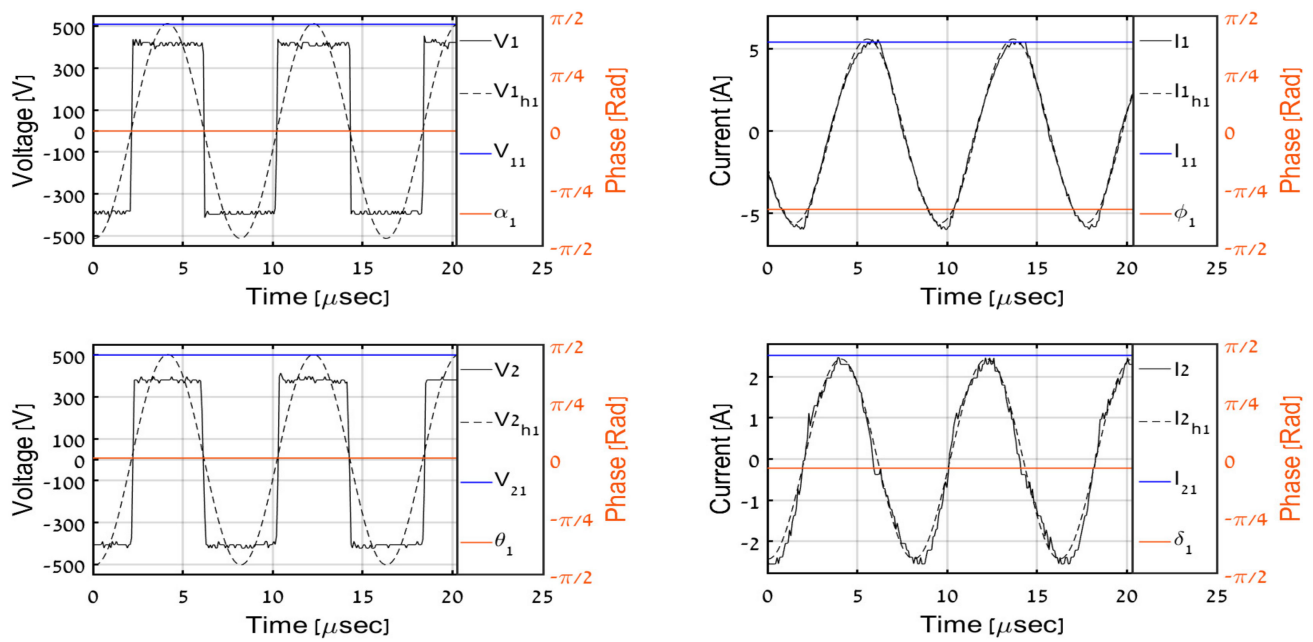 500
300
100
0
-100
-300
-500
Voltage [V]
0 5 10 15 20 25
Time [μsec]
π/2
π/4
0
-π/4
-π/2
Phase [Rad]
V1
V1h1
V11
α1
5
0
-5
Current [A]
0 5 10 15 20 25
Time [μsec]
π/2
π/4
0
-π/4
-π/2
Phase [Rad]
I1
I1h1
I11
ϕ1
500
300
100
0
-100
-300
-500
Voltage [V]
0 5 10 15 20 25
Time [μsec]
π/2
π/4
0
-π/4
-π/2
Phase [Rad]
V2
V2h1
V21
θ1
2
1
0
-1
-2
Current [A]
0 5 10 15 20 25
Time [μsec]
π/2
π/4
0
-π/4
-π/2
Phase [Rad]
I2
I2h1
I21
δ1